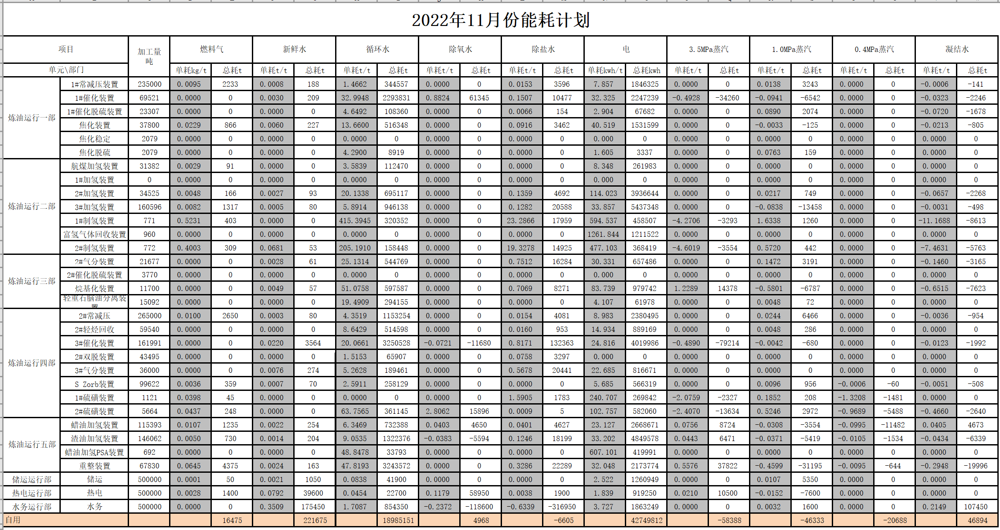 2022年11月份能耗计划
项目 加工量吨 燃料气 新鲜水 循环水 除氧水 除盐水 电 3.5MPa蒸汽 1.0MPa蒸汽 0.4MPa蒸汽 凝结水
单元\部门 单耗kg/t 总耗t 单耗t/t 总耗t 单耗t/t 总耗t 单耗t/t 总耗t 单耗t/t 总耗t 单耗kwh/t 总耗kwh 单耗t/t 总耗t 单耗t/t 总耗t 单耗t/t 总耗t 单耗t/t 总耗t
炼油运行一部 1#常减压装置 235000 0.0095 2233 0.0008 188 1.4662 344557 0.0000 0 0.0153 3596 7.857 1846325 0.0000 0 0.0138 3243 0.0000 0 -0.0006 -141
1#催化装置 69521 0.0000 0 0.0030 209 32.9948 2293831 0.8824 61345 0.1507 10477 32.325 2247239 -0.4928 -34260 -0.0941 -6542 0.0000 0 -0.0323 -2246
1#催化脱硫装置 23307 0.0000 0 0.0000 0 4.6492 108360 0.0000 0 0.0066 154 2.904 67682 0.0000 0 0.0890 2074 0.0000 0 -0.0720 -1678
焦化装置 37800 0.0229 866 0.0060 227 13.6600 516348 0.0000 0 0.0916 3462 40.519 1531599 0.0000 0 -0.0033 -125 0.0000 0 -0.0213 -805
焦化稳定 2079 0.0000 0 0.0000 0 0.0000 0 0.0000 0 0.0000 0 0.000 0 0.0000 0 0.0000 0 0.0000 0 0.0000 0
焦化脱硫 2079 0.0000 0 0.0000 0 4.2900 8919 0.0000 0 0.0000 0 1.605 3337 0.0000 0 0.0763 159 0.0000 0 0.0000 0
炼油运行二部 航煤加氢装置 31382 0.0029 91 0.0000 0 3.5839 112470 0.0000 0 0.0000 0 8.348 261983 0.0000 0 0.0000 0 0.0000 0 0.0000 0
1#加氢装置 0 0.0000 0 0.0000 0 0.0000 0 0.0000 0 0.0000 0 0.000 0 0.0000 0 0.0000 0 0.0000 0 0.0000 0
2#加氢装置 34525 0.0048 166 0.0027 93 20.1338 695117 0.0000 0 0.1359 4692 114.023 3936644 0.0000 0 0.0217 749 0.0000 0 -0.0657 -2268
3#加氢装置 160596 0.0082 1317 0.0005 80 5.8914 946138 0.0000 0 0.1282 20588 33.857 5437348 0.0000 0 -0.0838 -13458 0.0000 0 -0.0031 -498
1#制氢装置 771 0.5231 403 0.0000 0 415.3945 320352 0.0000 0 23.2866 17959 594.537 458507 -4.2706 -3293 1.6338 1260 0.0000 0 -11.1688 -8613
富氢气体回收装置 960 0.0000 0 0.0000 0 0.0000 0 0.0000 0 0.0000 0 1261.844 1211522 0.0000 0 0.0000 0 0.0000 0 0.0000 0
2#制氢装置 772 0.4003 309 0.0681 53 205.1910 158448 0.0000 0 19.3278 14925 477.103 368419 -4.6019 -3554 0.5720 442 0.0000 0 -7.4631 -5763
炼油运行三部 2#气分装置 21677 0.0000 0 0.0028 61 25.1314 544769 0.0000 0 0.7512 16284 30.331 657486 0.0000 0 0.1472 3191 0.0000 0 -0.1460 -3165
2#催化脱硫装置 3770 0.0000 0 0.0000 0 0.0000 0 0.0000 0 0.0000 0 0.000 0 0.0000 0 0.0000 0 0.0000 0 0.0000 0
烷基化装置 11700 0.0000 0 0.0049 57 51.0758 597587 0.0000 0 0.7069 8271 83.739 979742 1.2289 14378 -0.5801 -6787 0.0000 0 -0.6515 -7623
轻重石脑油分离装置 15092 0.0000 0 0.0000 0 19.4909 294155 0.0000 0 0.0000 0 4.107 61978 0.0000 0 0.0048 72 0.0000 0 0.0000 0
炼油运行四部 2#常减压 265000 0.0100 2650 0.0003 80 4.3519 1153254 0.0000 0 0.0154 4081 8.983 2380495 0.0000 0 0.0244 6466 0.0000 0 -0.0036 -954
2#轻烃回收 59540 0.0000 0 0.0000 0 8.6429 514598 0.0000 0 0.0160 953 14.934 889169 0.0000 0 0.0048 286 0.0000 0 0.0000 0
3#催化装置 161991 0.0000 0 0.0220 3564 20.0661 3250528 -0.0721 -11680 0.8171 132363 24.816 4019986 -0.4890 -79214 -0.0042 -680 0.0000 0 -0.0123 -1992
2#双脱装置 43495 0.0000 0 0.0000 0 1.5153 65907 0.0000 0 0.0758 3297 0.000 0 0.0000 0 0.0000 0 0.0000 0 0.0000 0
3#气分装置 36000 0.0000 0 0.0076 274 5.2628 189461 0.0000 0 0.5678 20441 22.685 816671 0.0000 0 0.0000 0 0.0000 0 0.0000 0
S Zorb装置 99622 0.0036 359 0.0007 70 2.5911 258129 0.0000 0 0.0000 0 5.685 566319 0.0000 0 0.0096 956 -0.0006 -60 -0.0051 -508
1#硫磺装置 1121 0.0398 45 0.0000 0 0.0000 0 0.0000 0 1.5905 1783 240.707 269842 -2.0759 -2327 0.1852 208 -1.3208 -1481 0.0000 0
2#硫磺装置 5664 0.0437 248 0.0000 0 63.7565 361145 2.8062 15896 0.0009 5 102.757 582060 -2.4070 -13634 0.5246 2972 -0.9689 -5488 -0.4660 -2640
炼油运行五部 蜡油加氢装置 115393 0.0107 1235 0.0022 254 6.3469 732388 0.0403 4650 0.0401 4627 23.127 2668671 0.0756 8724 -0.0308 -3554 -0.0995 -11482 0.0405 4673
渣油加氢装置 146062 0.0050 730 0.0014 204 9.0535 1322376 -0.0383 -5594 0.1246 18199 33.202 4849578 0.0443 6471 -0.0371 -5419 -0.0105 -1534 -0.0434 -6339
蜡油加氢PSA装置 692 0.0000 0 0.0000 0 48.8478 33793 0.0000 0 0.0000 0 607.101 419991 0.0000 0 0.0000 0 0.0000 0 0.0000 0
重整装置 67830 0.0645 4375 0.0024 163 47.8193 3243572 0.0000 0 0.3286 22289 32.048 2173774 0.5576 37822 -0.4599 -31195 -0.0095 -644 -0.2948 -19996
储运运行部 储运 500000 0.0001 50 0.0021 1050 0.0838 41900 0.0000 0 0.0000 0 2.522 1260949 0.0000 0 0.0107 5350 0.0000 0 0.0000 0
热电运行部 热电 500000 0.0028 1400 0.0792 39600 0.0454 22700 0.1179 58950 0.0038 1900 1.839 919250 0.0210 10500 -0.0152 -7600 0.0000 0 0.0000 0
水务运行部 水务 500000 0.0000 0 0.3509 175450 1.7087 854350 -0.2372 -118600 -0.6339 -316950 3.727 1863249 0.0000 0 0.0032 1600 0.0000 0 0.2149 107450
自用 16475 221675 18985151 4968 -6605 42749812 -58388 -46333 -20688 46894